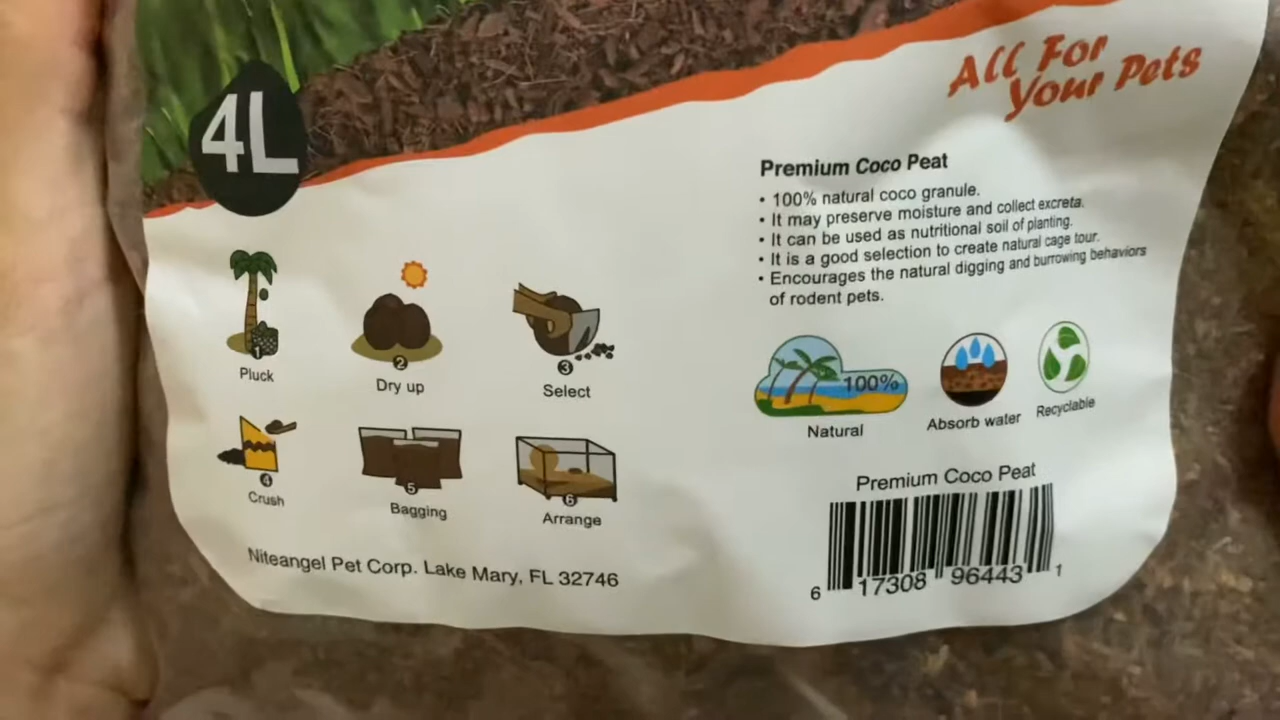 4L
All For
Your Pets
Premium Coco Peat
• 100% natural coco granule.
• It may preserve moisture and collect excreta.
• It can be used as nutritional soil of planting.
• It is a good selection to create natural cage tour.
• Encourages the natural digging and burrowing behaviors
of rodent pets.
1
Pluck
2
Dry up
3
Select
4
Crush
5
Bagging
6
Arrange
100%
Natural
Absorb water
Recyclable
Premium Coco Peat
6 17308 96443 1
Niteangel Pet Corp. Lake Mary, FL 32746